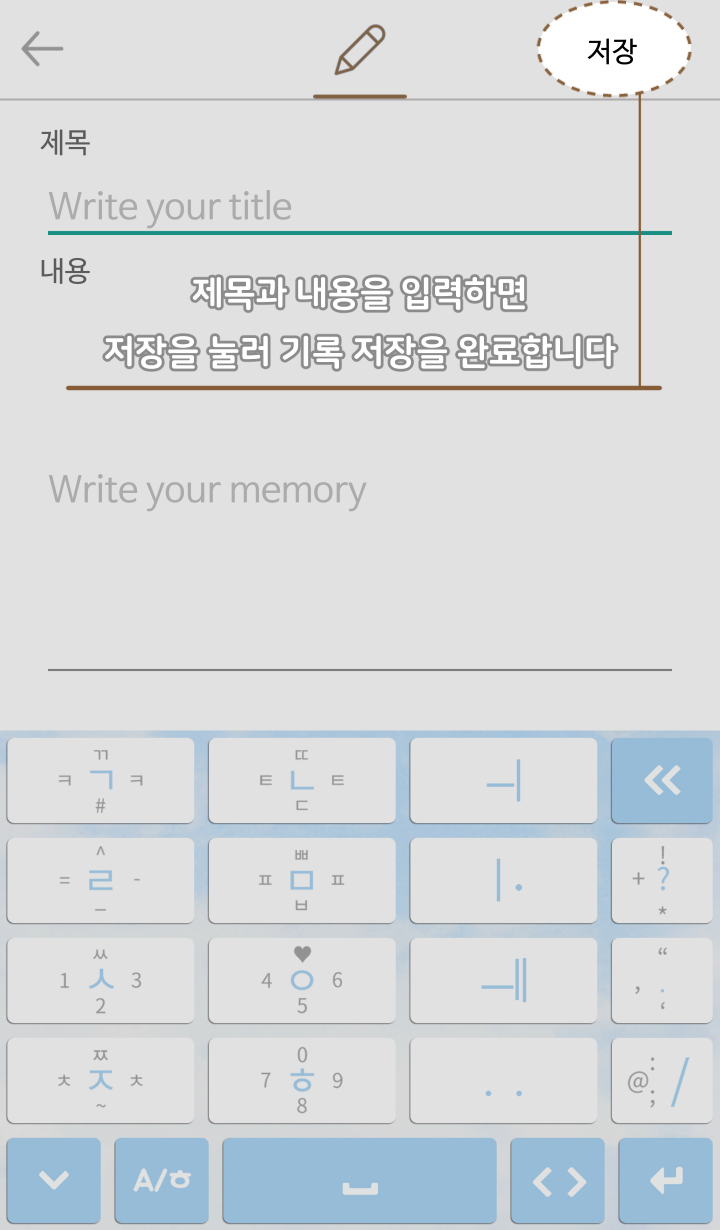 저장
제목
Write your title
내용
제목과 내용을 입력하면
저장을 눌러 기록 저장을 완료합니다
Write your memory
ㄲ
ㅋ ㄱ ㅋ
#
ㄸ
ㅌ ㄴ ㅌ
ㄷ
ㅡㅣ
^
= ㄹ -
_
ㅃ
ㅍ ㅁ ㅍ
ㅂ
ㅣ.
!
+ ?
*
ㅆ
1 ㅅ 3
2
♥
4 ㅇ 6
5
“
, .
‘
ㅉ
ㅊ ㅈ ㅊ
~
0
7 ㅎ 9
8
. .
:
@ /
;
A/ㅎ